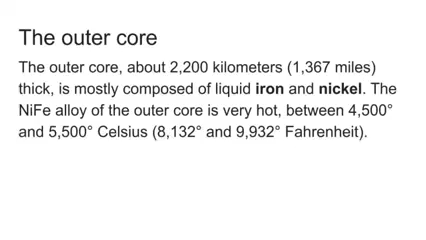 The outer core
The outer core, about 2,200 kilometers (1,367 miles)
thick, is mostly composed of liquid iron and nickel. The
NiFe alloy of the outer core is very hot, between 4,500°
and 5,500° Celsius (8,132° and 9,932° Fahrenheit).